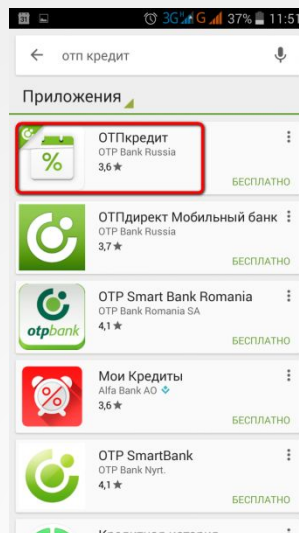 31
3G G 37% 11:51
отп кредит
Приложения
%
ОТПкредит
OTP Bank Russia
3,6★
БЕСПЛАТНО
ОТПдирект Мобильный банк
OTP Bank Russia
3,7★
БЕСПЛАТНО
otpbank
OTP Smart Bank Romania
OTP Bank Romania SA
4,1★
БЕСПЛАТНО
%
Мои Кредиты
Alfa Bank AO
3,6★
БЕСПЛАТНО
OTP SmartBank
OTP Bank Nyrt.
4,1★
БЕСПЛАТНО